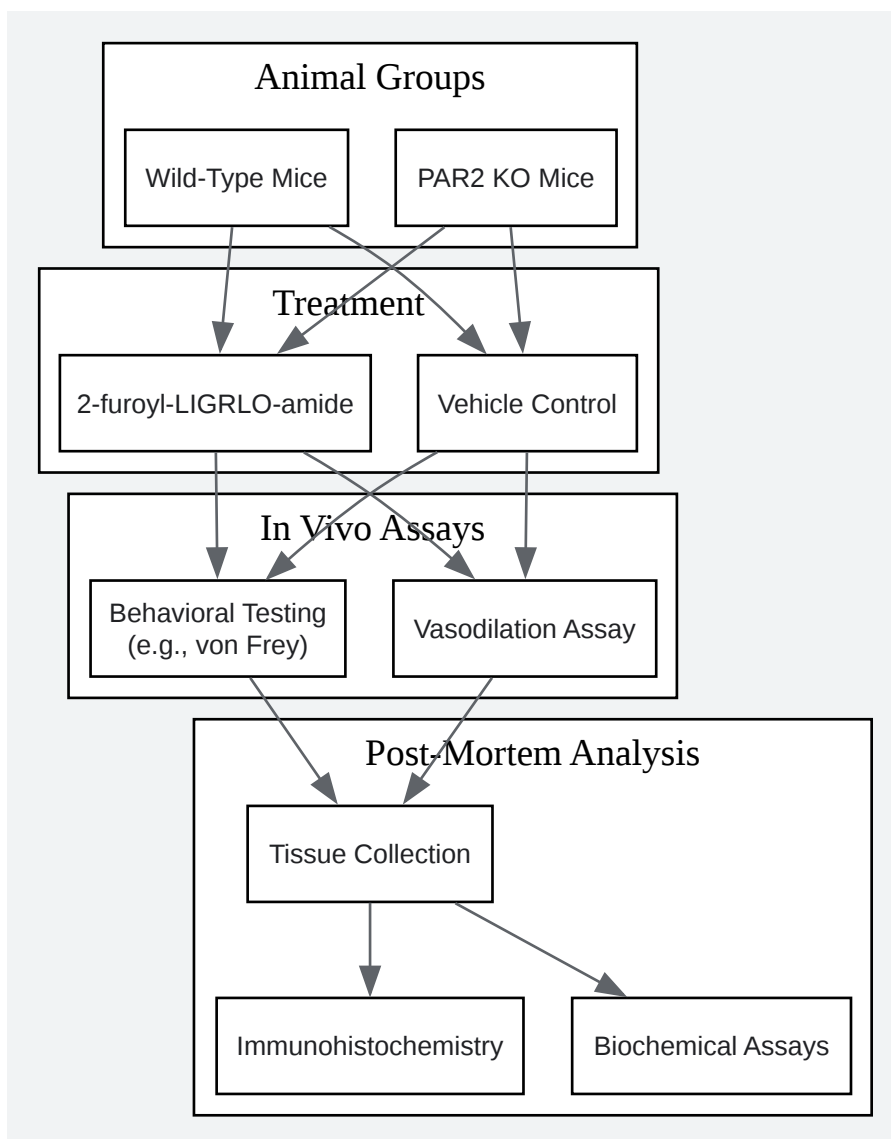 Animal Groups
Wild-Type Mice
PAR2 KO Mice
Treatment
2-furoyl-LIGRLO-amide
Vehicle Control
In Vivo Assays
Behavioral Testing
(e.g., von Frey)
Vasodilation Assay
Post-Mortem Analysis
Tissue Collection
Immunohistochemistry
Biochemical Assays